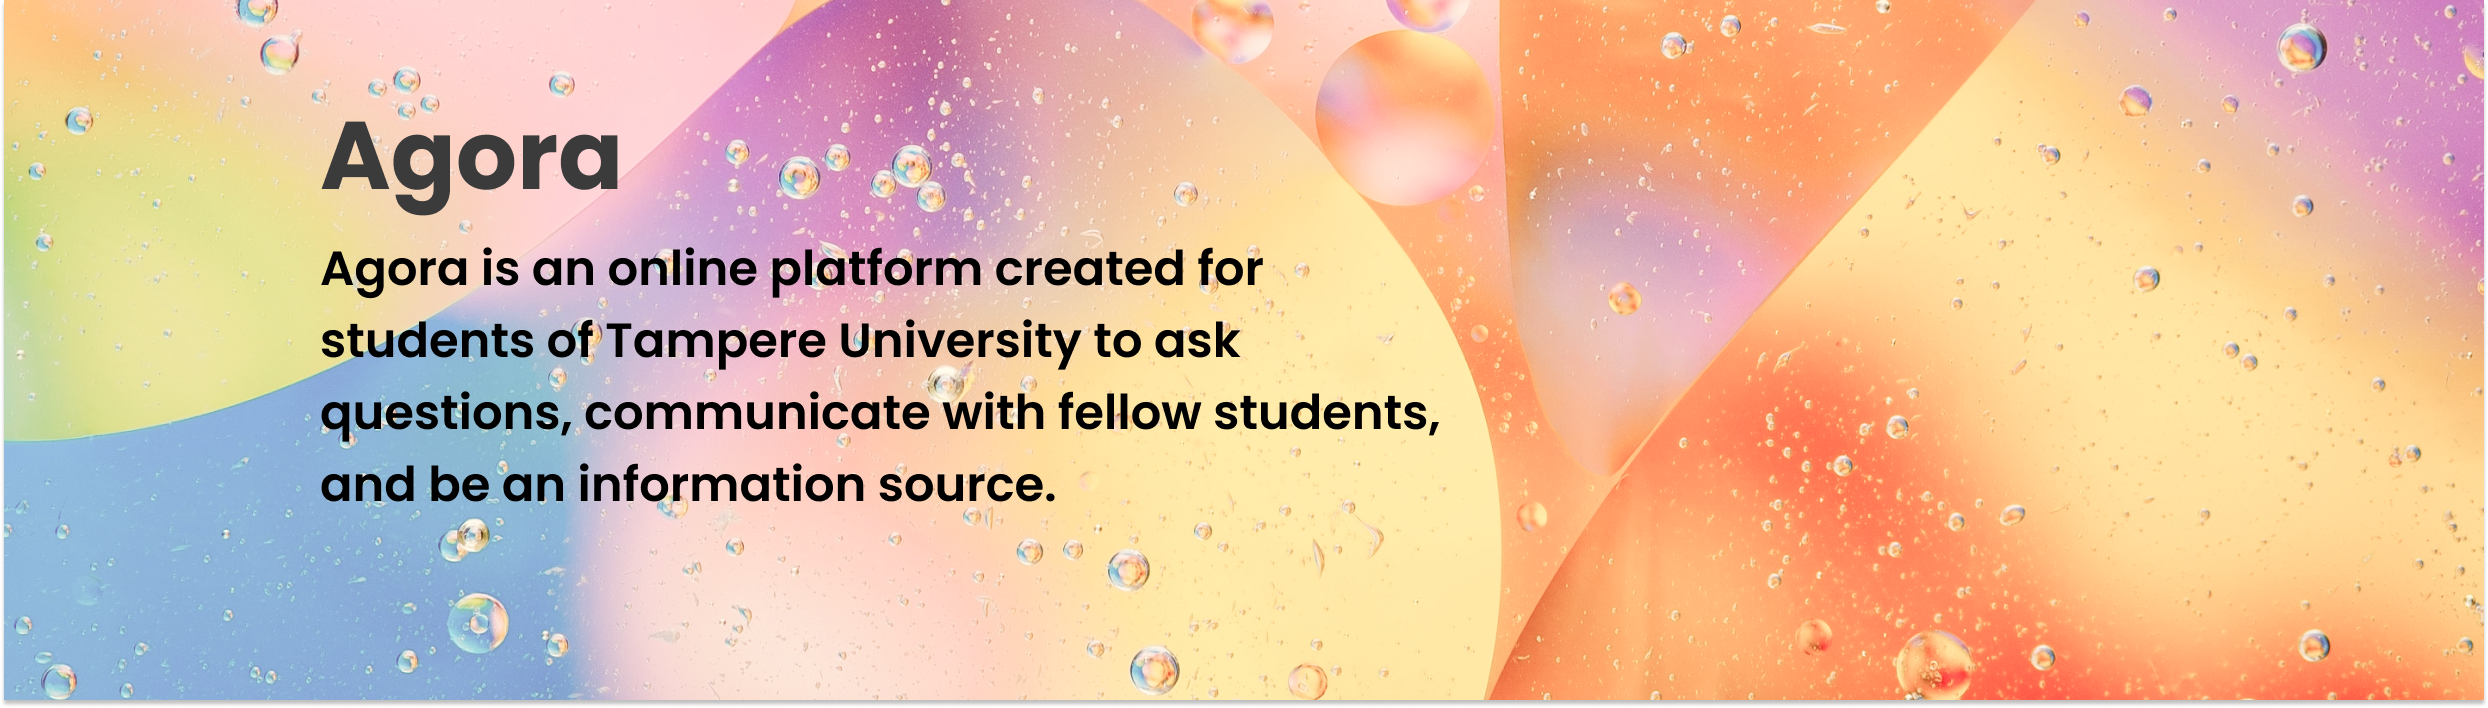 Agora
Agora is an online platform created for
students of Tampere University to ask
questions, communicate with fellow students,
and be an information source.